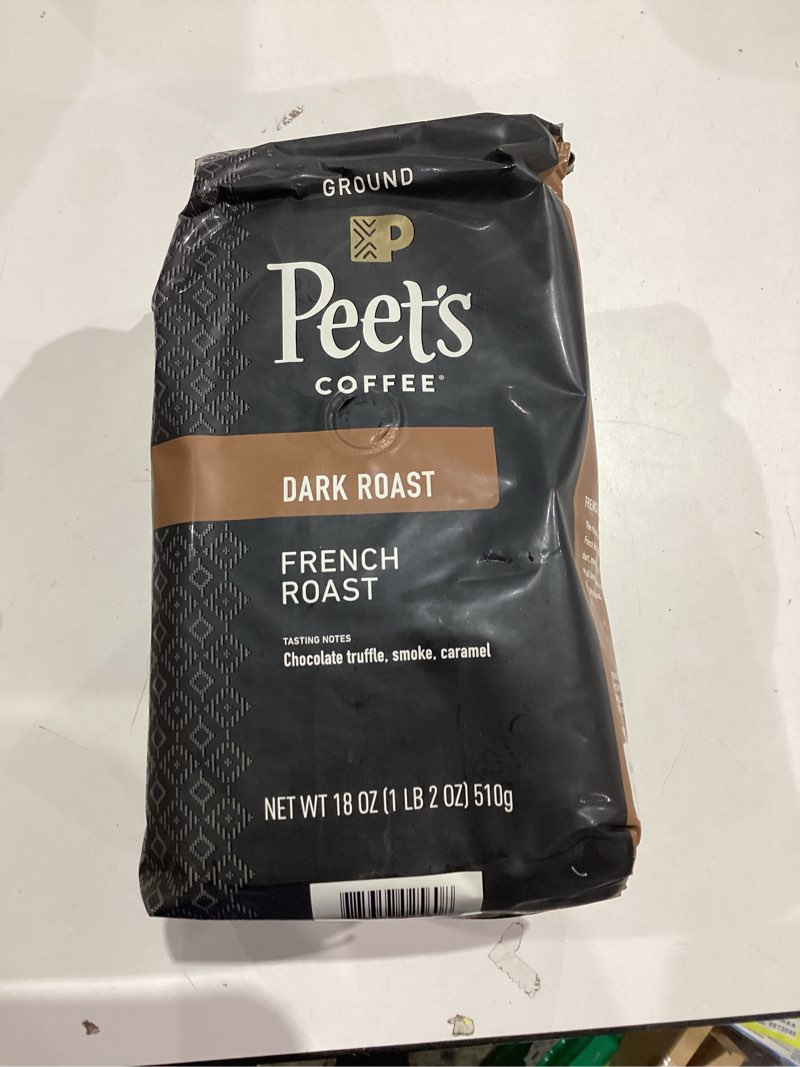 GROUND
P
Peet's
COFFEE®
DARK ROAST
FRENCH
ROAST
TASTING NOTES
Chocolate truffle, smoke, caramel
NET WT 18 OZ (1 LB 2 OZ) 510g